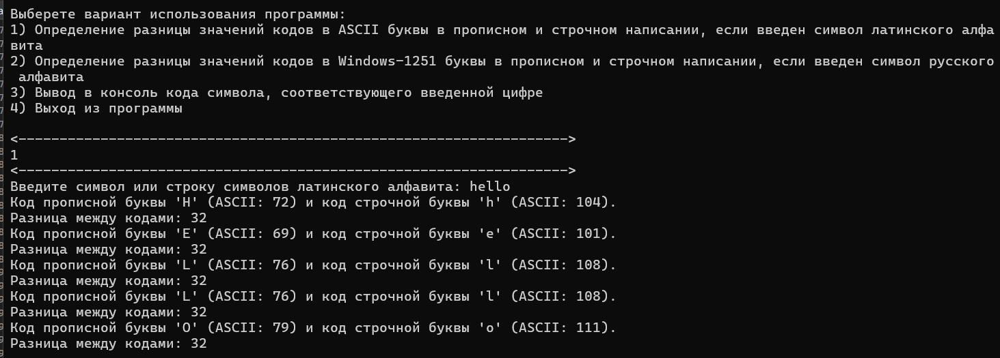 Выберете вариант использования программы:
1) Определение разницы значений кодов в ASCII буквы в прописном и строчном написании, если введен символ латинского алфа
вита
2) Определение разницы значений кодов в Windows-1251 буквы в прописном и строчном написании, если введен символ русского
 алфавита
3) Вывод в консоль кода символа, соответствующего введенной цифре
4) Выход из программы
<------------------------------------------------------------------->
1
<------------------------------------------------------------------->
Введите символ или строку символов латинского алфавита: hello
Код прописной буквы 'H' (ASCII: 72) и код строчной буквы 'h' (ASCII: 104).
Разница между кодами: 32
Код прописной буквы 'E' (ASCII: 69) и код строчной буквы 'e' (ASCII: 101).
Разница между кодами: 32
Код прописной буквы 'L' (ASCII: 76) и код строчной буквы 'l' (ASCII: 108).
Разница между кодами: 32
Код прописной буквы 'L' (ASCII: 76) и код строчной буквы 'l' (ASCII: 108).
Разница между кодами: 32
Код прописной буквы 'O' (ASCII: 79) и код строчной буквы 'o' (ASCII: 111).
Разница между кодами: 32